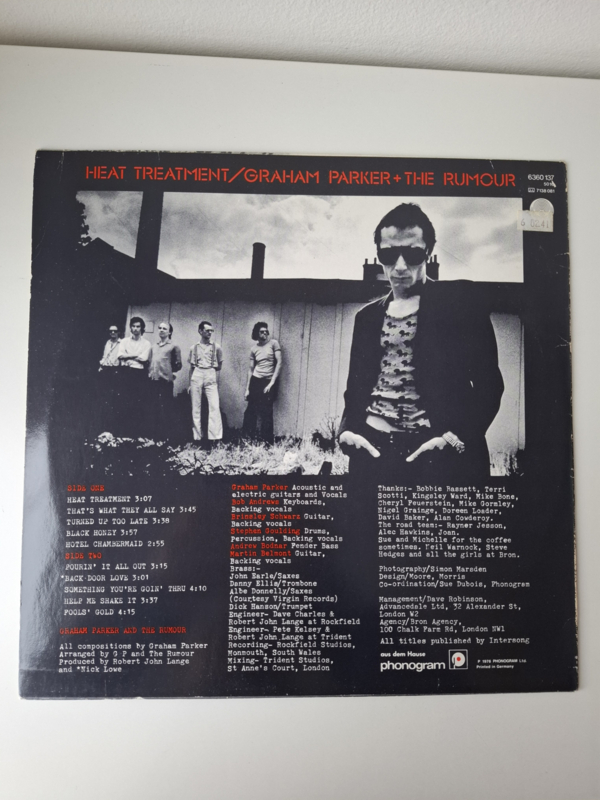 HEAT TREATMENT/GRAHAM PARKER + THE RUMOUR
6360 137
7138 081
SIDE ONE
HEAT TREATMENT 3:07
THAT'S WHAT THEY ALL SAY 3:45
TURNED UP TOO LATE 3:38
BLACK HONEY 3:57
HOTEL CHAMBERMAID 2:55
SIDE TWO
POURIN' IT ALL OUT 3:15
*BACK-DOOR LOVE 3:01
SOMETHING YOU'RE GOIN' THRU 4:10
HELP ME SHAKE IT 3:37
FOOLS' GOLD 4:15
GRAHAM PARKER AND THE RUMOUR
All compositions by Graham Parker
Arranged by G P and The Rumour
Produced by Robert John Lange
and *Nick Lowe
Graham Parker Acoustic and
electric guitars and Vocals
Bob Andrews Keyboards,
Backing vocals
Brinsley Schwarz Guitar,
Backing vocals
Stephen Goulding Drums,
Percussion, Backing vocals
Andrew Bodnar Fender Bass
Martin Belmont Guitar,
Backing vocals
Brass:-
John Earle/Saxes
Danny Ellis/Trombone
Albe Donnelly/Saxes
(Courtesy Virgin Records)
Dick Hanson/Trumpet
Engineer- Dave Charles &
Robert John Lange at Rockfield
Engineer- Pete Kelsey &
Robert John Lange at Trident
Recording- Rockfield Studios,
Monmouth, South Wales
Mixing- Trident Studios,
St Anne's Court, London
Thanks:- Bobbie Bassett, Terri
Scotti, Kingsley Ward, Mike Bone,
Cheryl Feuerstein, Mike Gormley,
Nigel Grainge, Doreen Loader,
David Baker, Alan Cowderoy.
The road team:- Rayner Jesson,
Alec Hawkins, Joan.
Sue and Michelle for the coffee
sometimes. Neil Warnock, Steve
Hedges and all the girls at Bron.
Photography/Simon Marsden
Design/Moore, Morris
Co-ordination/Sue Dubois, Phonogram
Management/Dave Robinson,
Advancedale Ltd, 32 Alexander St,
London W2
Agency/Bron Agency,
100 Chalk Farm Rd, London NW1
All titles published by Intersong
aus dem Hause
phonogram
P 1976 PHONOGRAM Ltd.
Printed in Germany